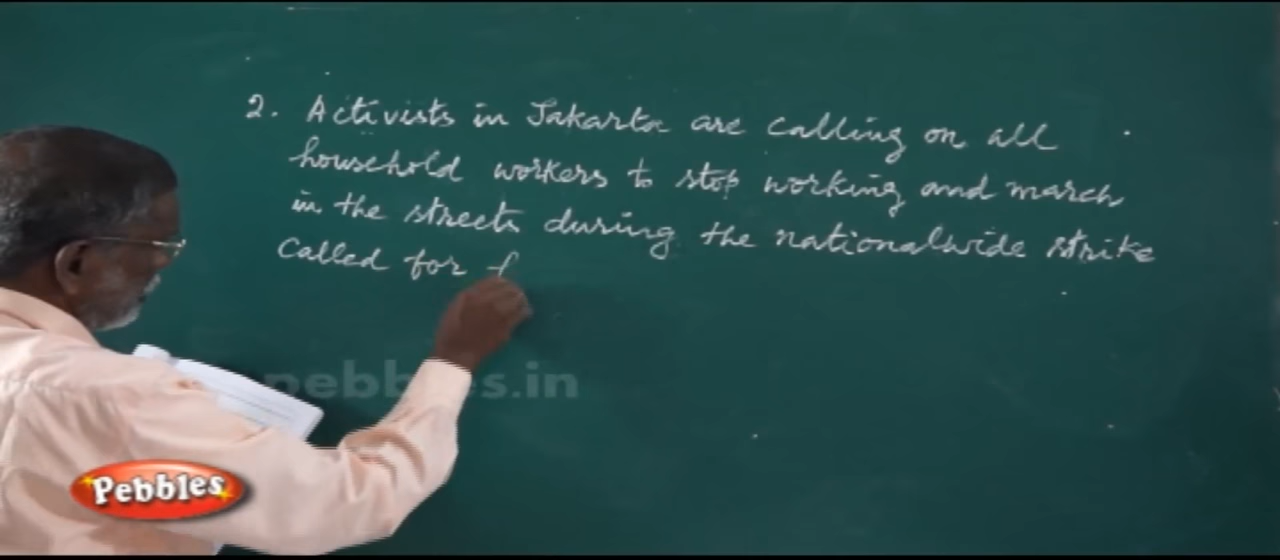 2. Activists in Jakarta are calling on all
household workers to stop working and march
in the streets during the nationalwide strike
called for f
pebbles.in
Pebbles